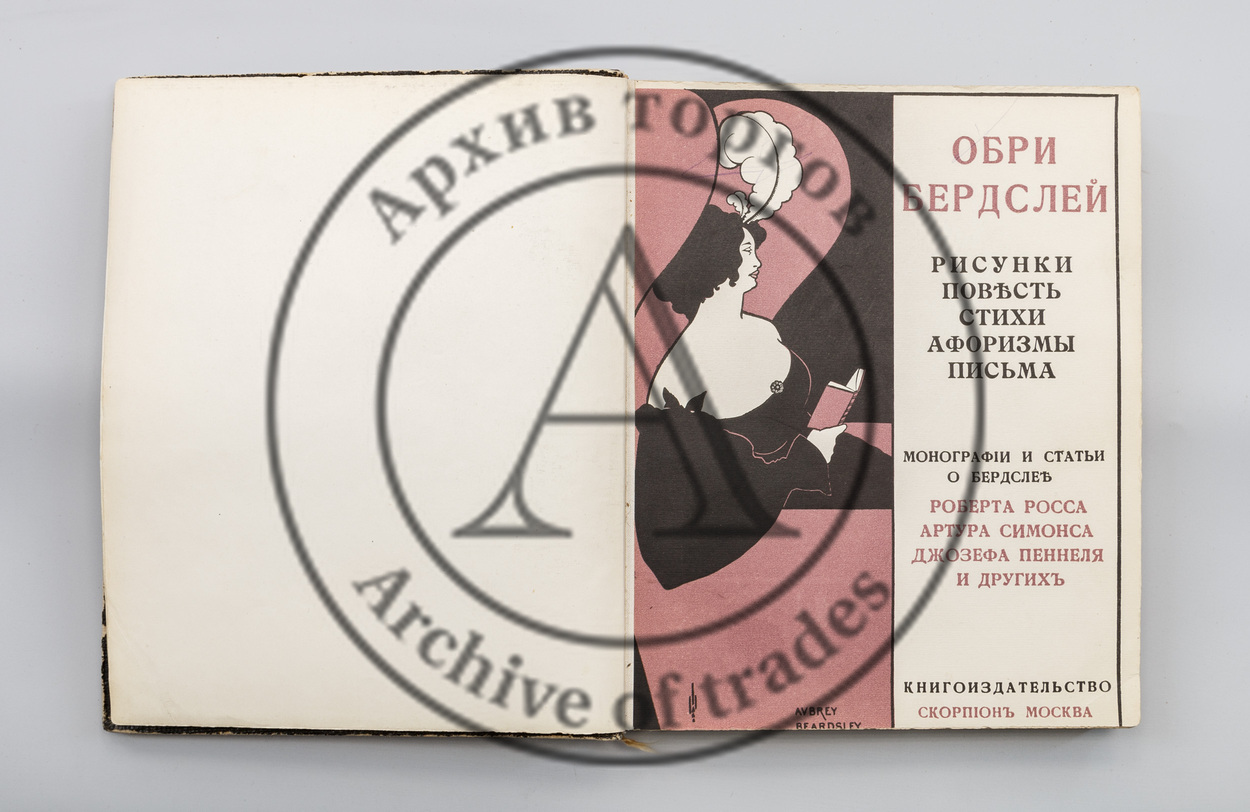 Архив торгов
ОБРИ
БЕРДСЛЕЙ
РИСУНКИ
ПОВѢСТЬ
СТИХИ
АФОРИЗМЫ
ПИСЬМА
МОНОГРАФІИ И СТАТЬИ
О БЕРДСЛЕѢ
РОБЕРТА РОССА
АРТУРА СИМОНСА
ДЖОЗЕФА ПЕННЕЛЯ
И ДРУГИХЪ
КНИГОИЗДАТЕЛЬСТВО
СКОРПІОНЪ МОСКВА
AVBREY
BEARDSLEY
A
Archive of trades